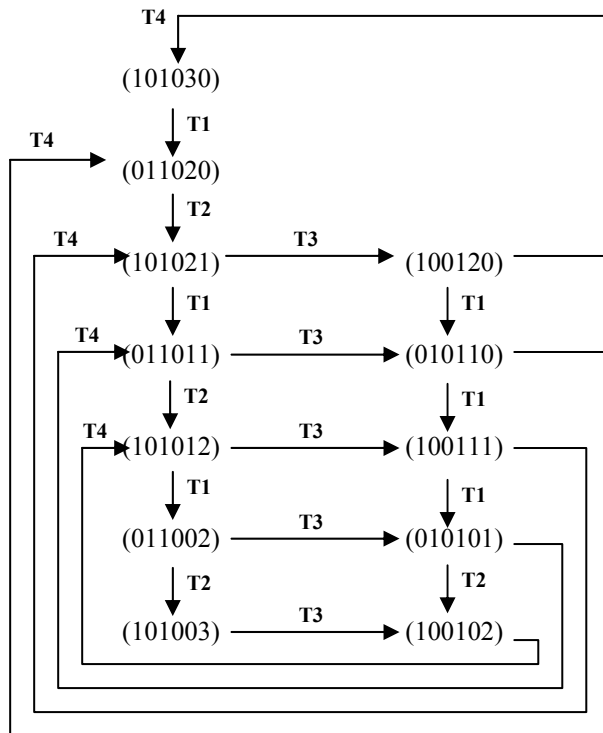 T4
(101030)
T1
T4
(011020)
T2
T4 T3
(101021) (100120)
T1 T1
T4 T3
(011011) (010110)
T2 T1
T4 T3
(101012) (100111)
T1 T1
T3
(011002) (010101)
T2 T2
T3
(101003) (100102)